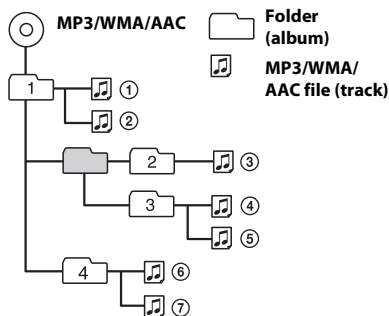 MP3/WMA/AAC
Folder
(album)
MP3/WMA/
AAC file (track)
1
①
②
2
③
3
④
⑤
4
⑥
⑦